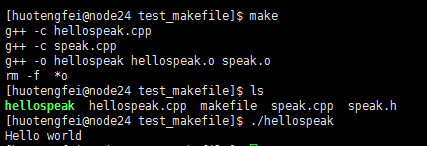 [huotengfei@node24 test_makefile]$ make
g++ -c hellospeak.cpp
g++ -c speak.cpp
g++ -o hellospeak hellospeak.o speak.o
rm -f  *o
[huotengfei@node24 test_makefile]$ ls
hellospeak  hellospeak.cpp  makefile  speak.cpp  speak.h
[huotengfei@node24 test_makefile]$ ./hellospeak
Hello world